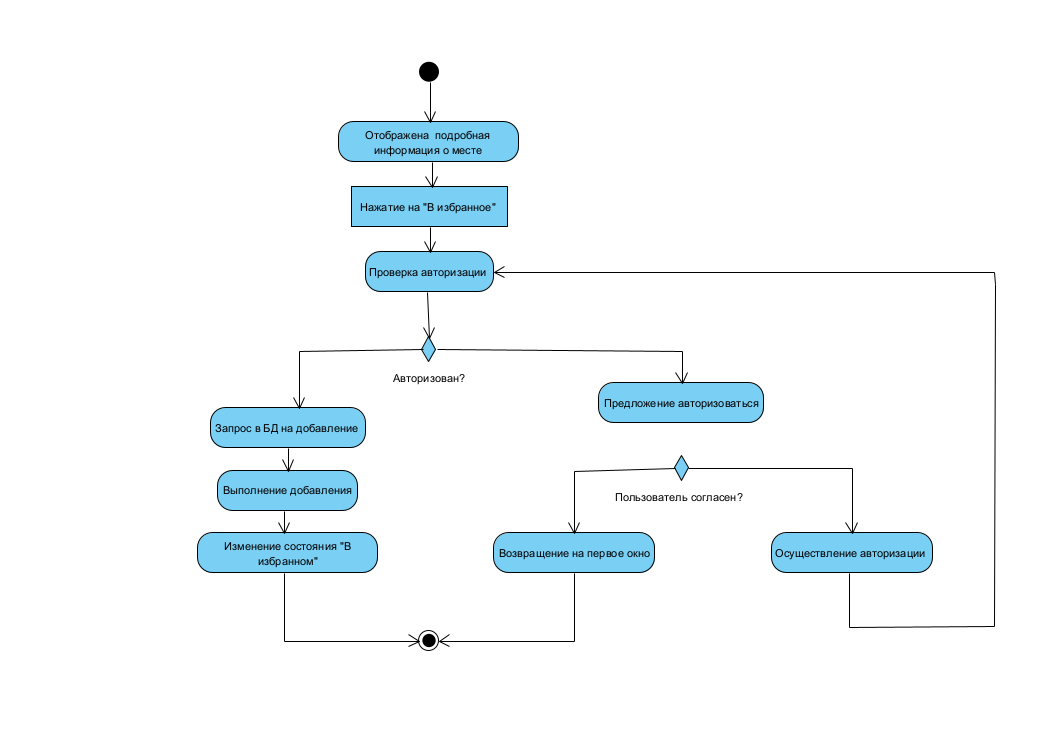 Отображена  подробная
информация о месте
Нажатие на "В избранное"
Проверка авторизации
Авторизован?
Предложение авторизоваться
Запрос в БД на добавление
Выполнение добавления
Пользователь согласен?
Изменение состояния "В
избранном"
Возвращение на первое окно
Осуществление авторизации